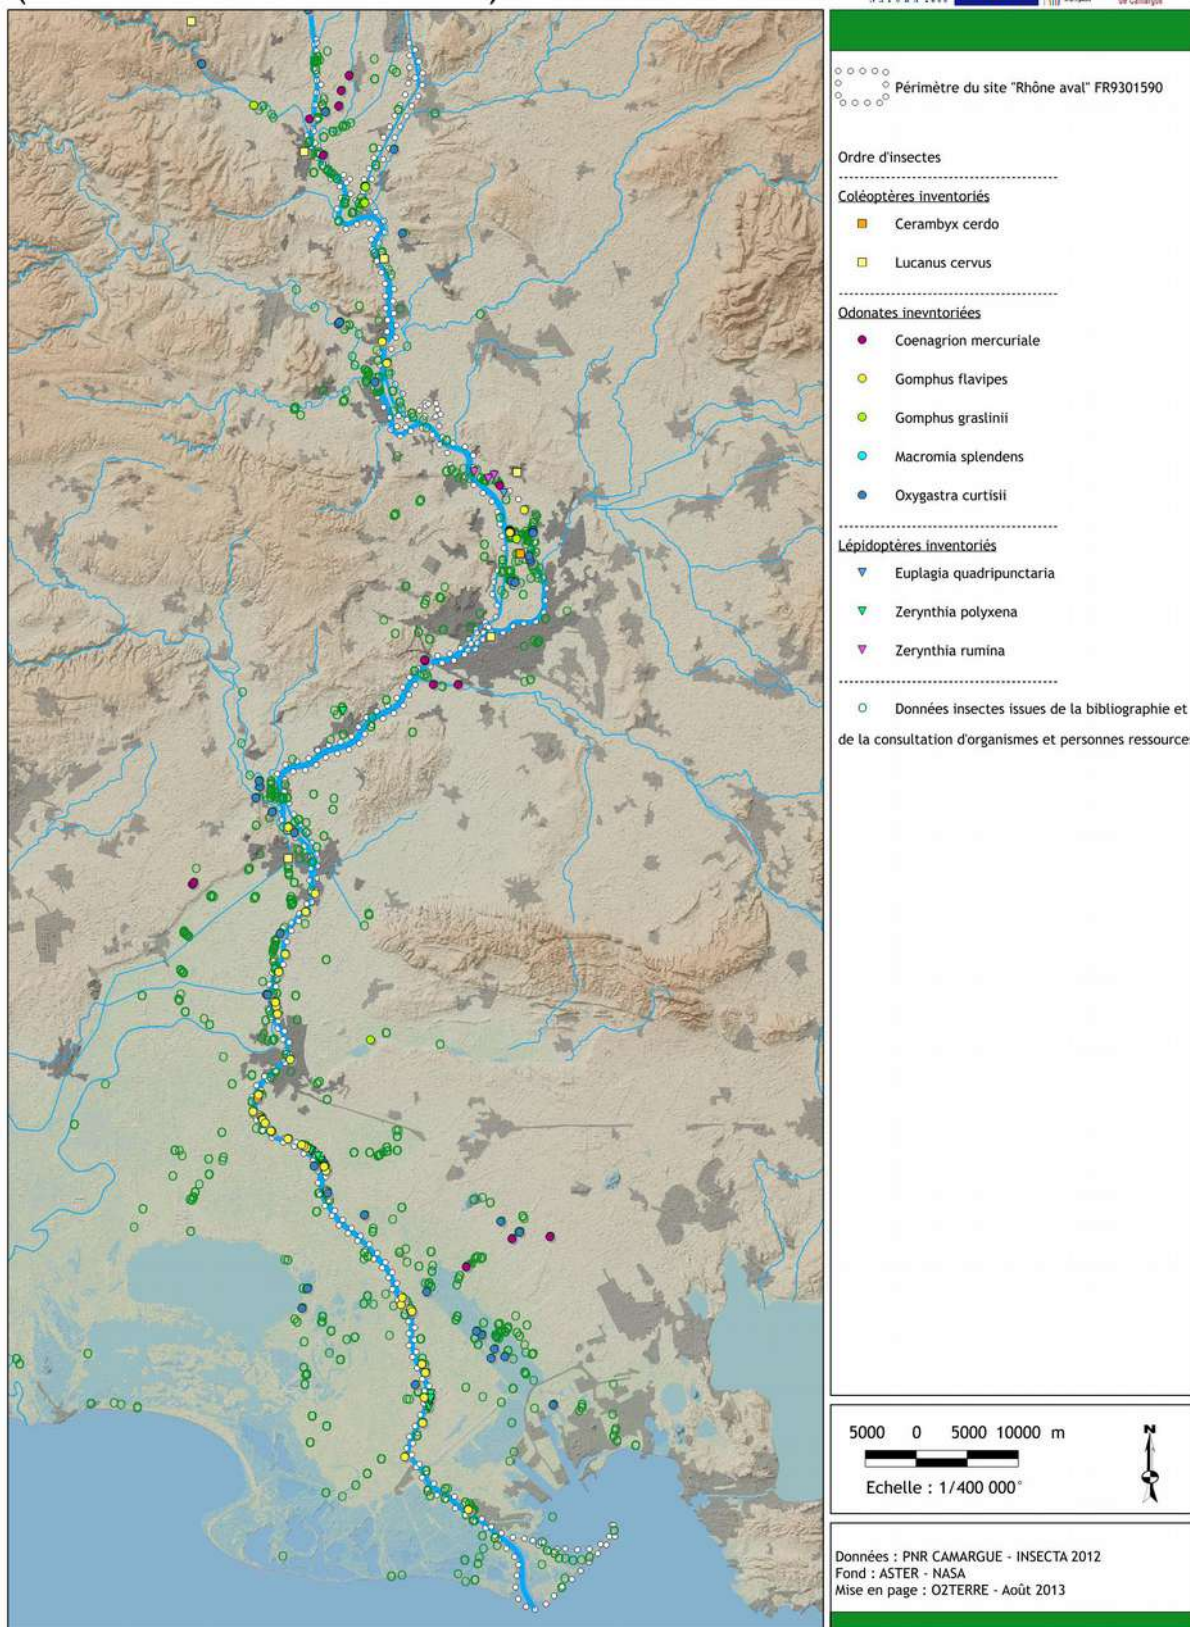 de Camargue
Périmètre du site "Rhône aval" FR9301590
Ordre d'insectes
Coléoptères inventoriés
Cerambyx cerdo
Lucanus cervus
Odonates inevntoriées
Coenagrion mercuriale
Gomphus flavipes
Gomphus graslinii
Macromia splendens
Oxygastra curtisii
Lépidoptères inventoriés
Euplagia quadripunctaria
Zerynthia polyxena
Zerynthia rumina
Données insectes issues de la bibliographie et
de la consultation d'organismes et personnes ressources
5000 0 5000 10000 m
N
Echelle : 1/400 000°
Données : PNR CAMARGUE - INSECTA 2012
Fond : ASTER - NASA
Mise en page : O2TERRE - Août 2013